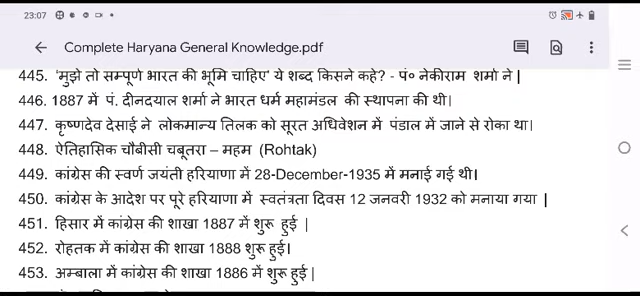 23:07
Complete Haryana General Knowledge.pdf
445. 'मुझे तो सम्पूर्ण भारत की भूमि चाहिए' ये शब्द किसने कहे? - पं० नेकीराम शर्मा ने |
446. 1887 में पं. दीनदयाल शर्मा ने भारत धर्म महामंडल की स्थापना की थी।
447. कृष्णदेव देसाई ने लोकमान्य तिलक को सूरत अधिवेशन में पंडाल में जाने से रोका था।
448. ऐतिहासिक चौबीसी चबूतरा – महम (Rohtak)
449. कांग्रेस की स्वर्ण जयंती हरियाणा में 28-December-1935 में मनाई गई थी।
450. कांग्रेस के आदेश पर पूरे हरियाणा में स्वतंत्रता दिवस 12 जनवरी 1932 को मनाया गया |
451. हिसार में कांग्रेस की शाखा 1887 में शुरू हुई |
452. रोहतक में कांग्रेस की शाखा 1888 शुरू हुई।
453. अम्बाला में कांग्रेस की शाखा 1886 में शुरू हुई |